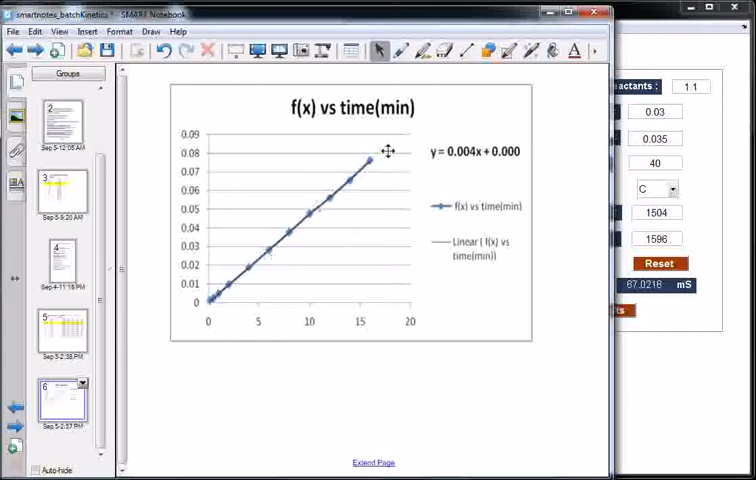 smartnotes_batchKinetics * - SMART Notebook
File Edit View Insert Format Draw Help
Groups
2
Sep 5-12:05 AM
3
Sep 5-9:20 AM
4
Sep 4-11:18 PM
5
Sep 5-2:38 PM
6
Sep 5-2:57 PM
Auto-hide
f(x) vs time(min)
0.09
0.08
0.07
0.06
0.05
0.04
0.03
0.02
0.01
0
0 5 10 15 20
y = 0.004x + 0.000
f(x) vs time(min)
Linear ( f(x) vs
time(min))
Extend Page
actants : 1:1
0.03
0.035
40
C
1504
1596
Reset
67.0216 mS
ts